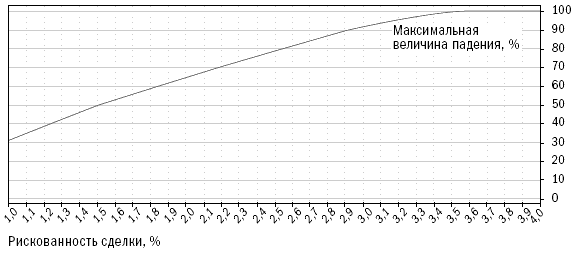 100
90
Максимальная
величина падения, %
80
70
60
50
40
30
20
10
0
1,0 1,1 1,2 1,3 1,4 1,5 1,6 1,7 1,8 1,9 2,0 2,1 2,2 2,3 2,4 2,5 2,6 2,7 2,8 2,9 3,0 3,1 3,2 3,3 3,4 3,5 3,6 3,7 3,8 3,9 4,0
Рискованность сделки, %